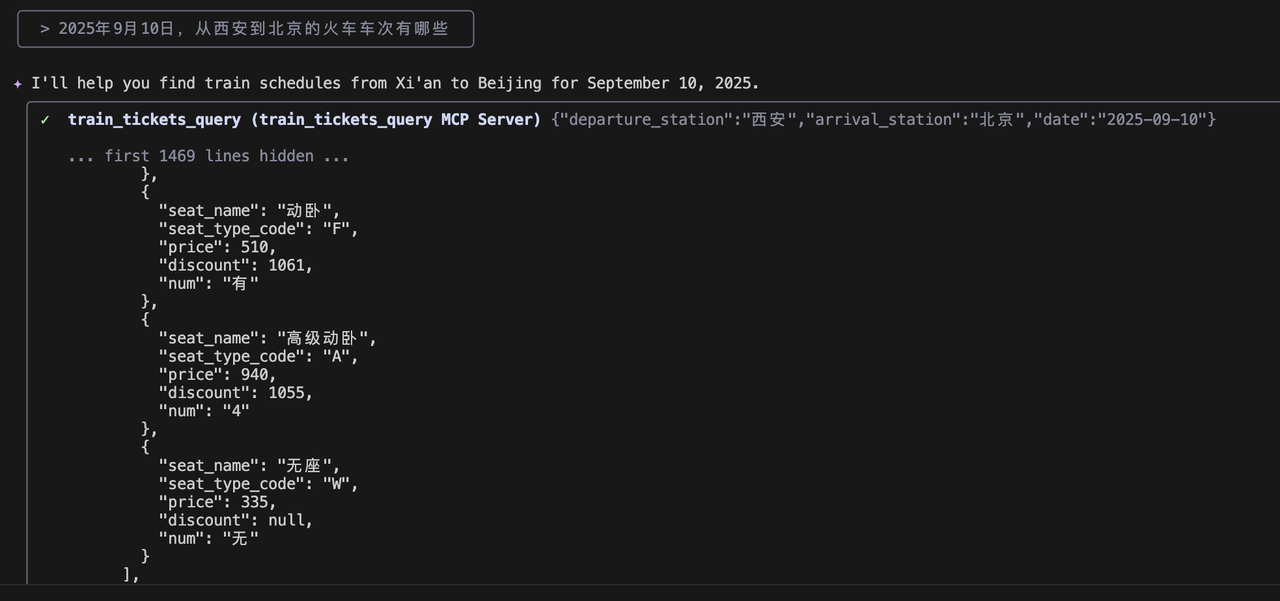 > 2025年9月10日，从西安到北京的火车车次有哪些
✦ I'll help you find train schedules from Xi'an to Beijing for September 10, 2025.
✓ train_tickets_query (train_tickets_query MCP Server) {"departure_station":"西安","arrival_station":"北京","date":"2025-09-10"}
... first 1469 lines hidden ...
},
{
"seat_name": "动卧",
"seat_type_code": "F",
"price": 510,
"discount": 1061,
"num": "有"
},
{
"seat_name": "高级动卧",
"seat_type_code": "A",
"price": 940,
"discount": 1055,
"num": "4"
},
{
"seat_name": "无座",
"seat_type_code": "W",
"price": 335,
"discount": null,
"num": "无"
}
],